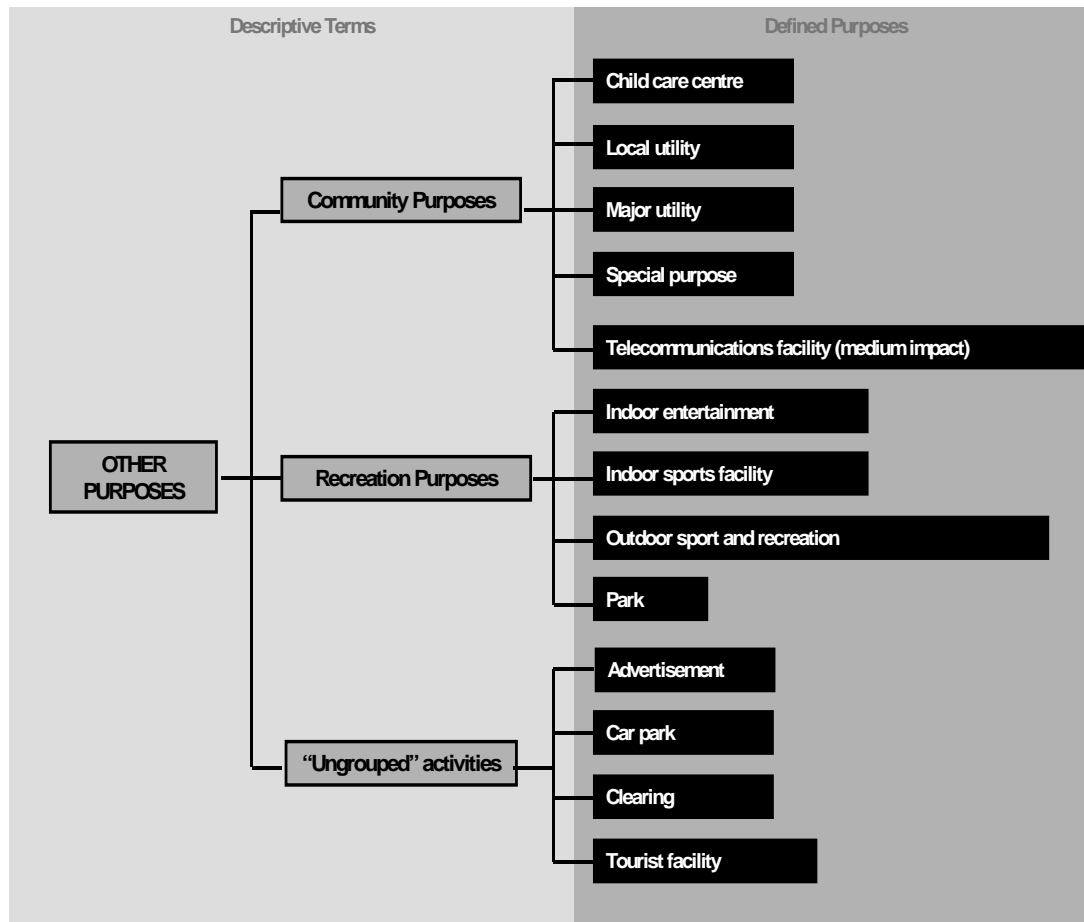 Descriptive Terms
Defined Purposes
Child care centre
Local utility
Community Purposes
Major utility
Special purpose
Telecommunications facility (medium impact)
Indoor entertainment
OTHER
PURPOSES
Recreation Purposes
Indoor sports facility
Outdoor sport and recreation
Park
Advertisement
Car park
“Ungrouped” activities
Clearing
Tourist facility